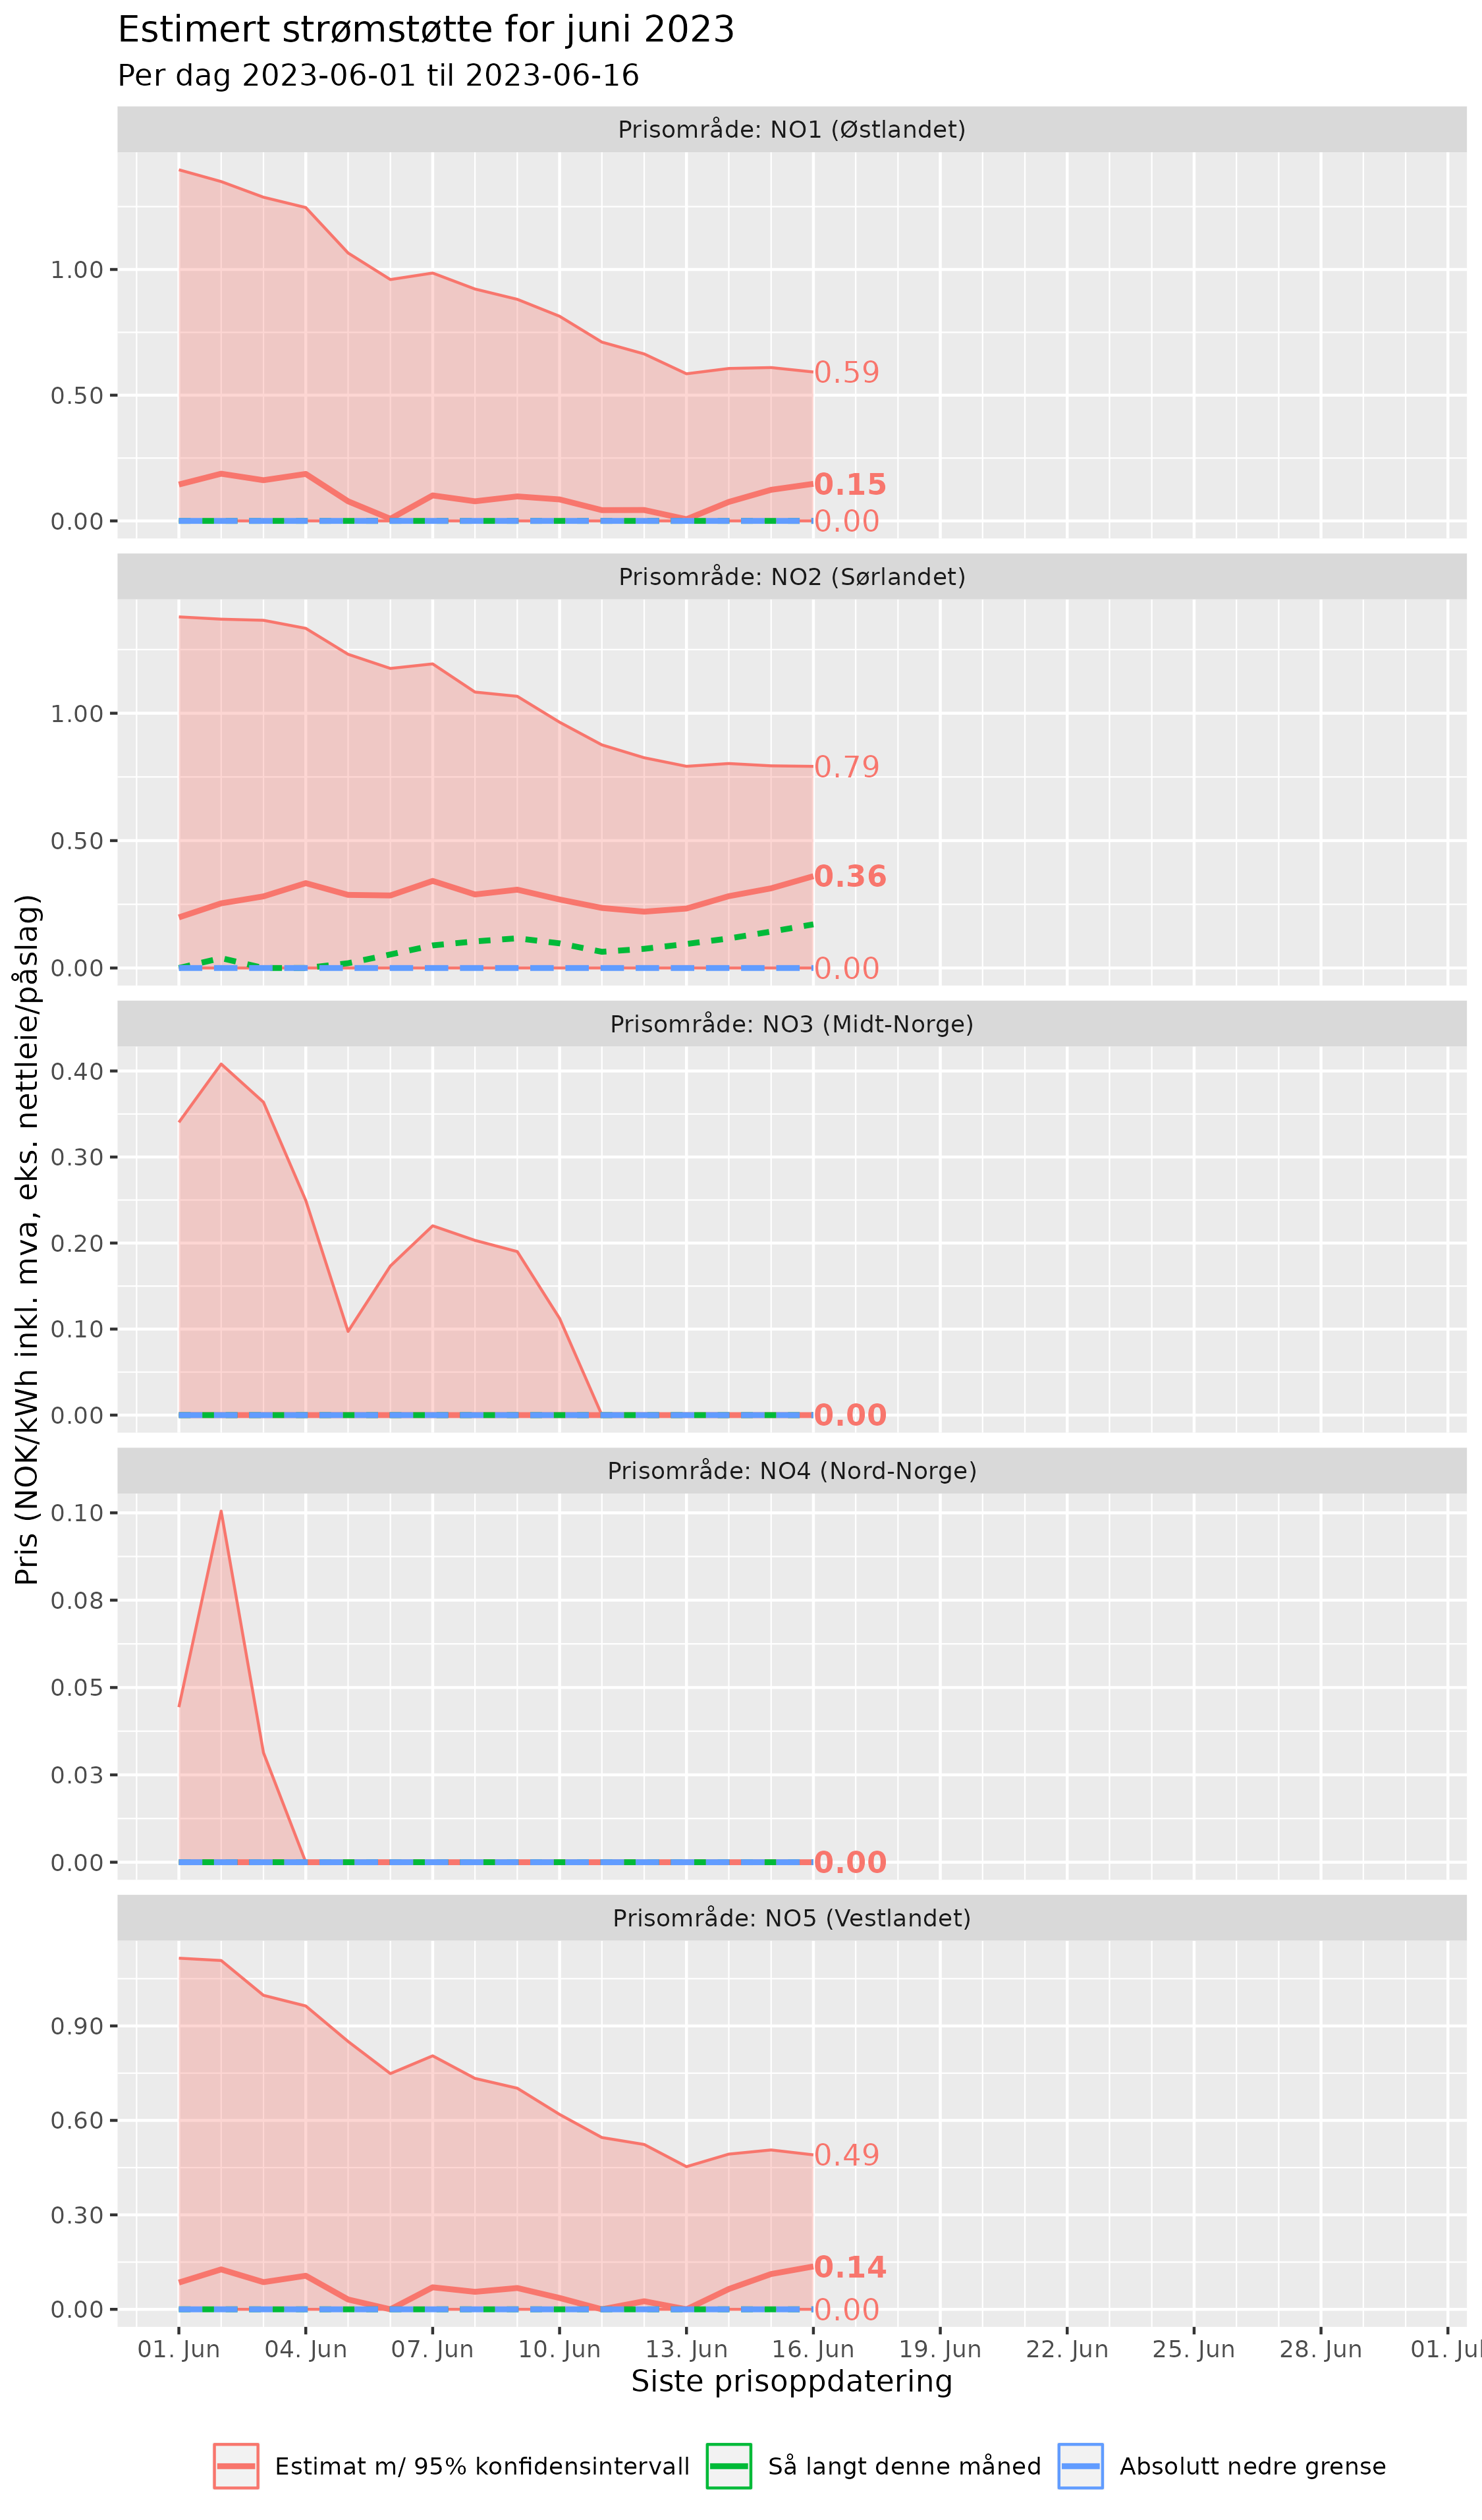 Estimert strømstøtte for juni 2023
Per dag 2023-06-01 til 2023-06-16
Prisområde: NO1 (Østlandet)
1.00
0.50
0.00
0.59
0.15
0.00
Prisområde: NO2 (Sørlandet)
1.00
0.50
0.00
0.79
0.36
0.00
Prisområde: NO3 (Midt-Norge)
0.40
0.30
0.20
0.10
0.00
0.00
Prisområde: NO4 (Nord-Norge)
0.10
0.08
0.05
0.03
0.00
0.00
Prisområde: NO5 (Vestlandet)
0.90
0.60
0.30
0.00
0.49
0.14
0.00
Pris (NOK/kWh inkl. mva, eks. nettleie/påslag)
01. Jun 04. Jun 07. Jun 10. Jun 13. Jun 16. Jun 19. Jun 22. Jun 25. Jun 28. Jun 01. Jul
Siste prisoppdatering
Estimat m/ 95% konfidensintervall Så langt denne måned Absolutt nedre grense